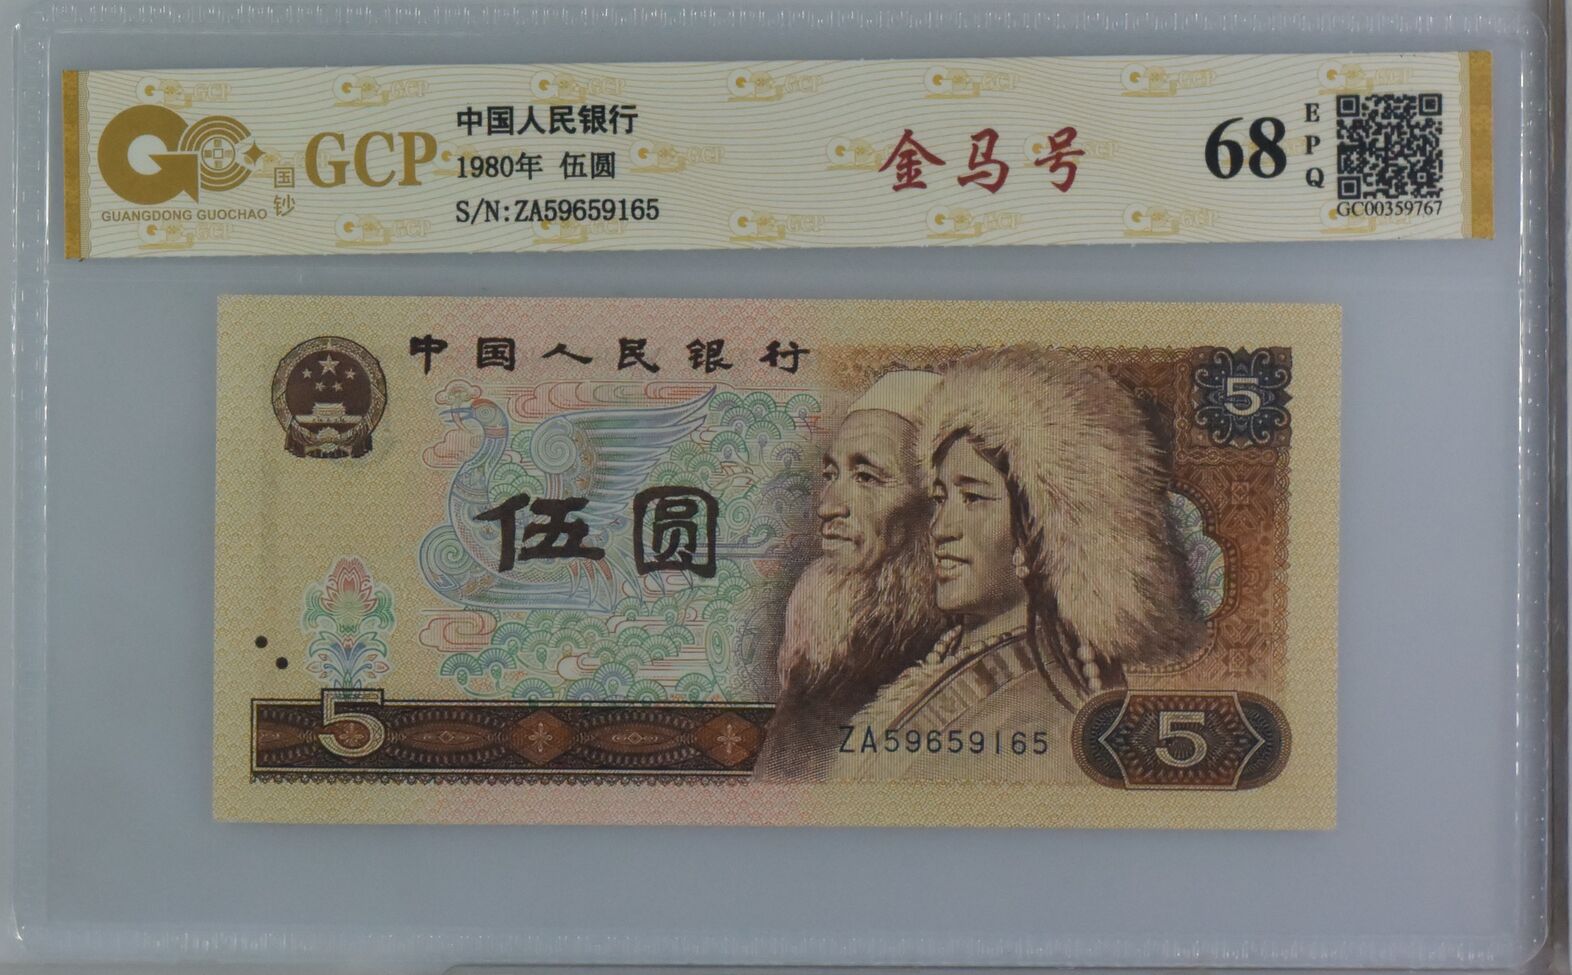 GUANGDONG GUOCHAO
国钞
GCP
中国人民银行
1980年 伍圆
S/N:ZA59659165
金马号
68
EPQ
GC00359767
中国人民银行
5
伍圆
5
ZA59659165
5